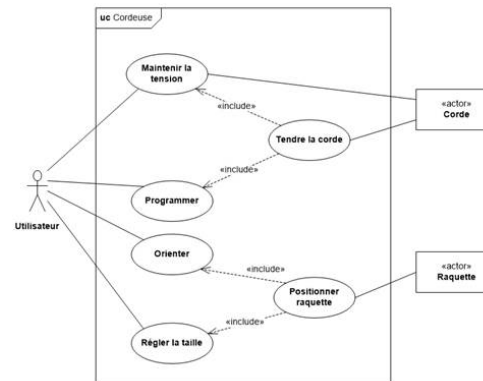 uc Cordeuse
Maintenir la
tension
«include»
«actor»
Corde
Tendre la corde
«include»
Programmer
Utilisateur
Orienter
«include»
«actor»
Raquette
Positionner
raquette
«include»
Régler la taille